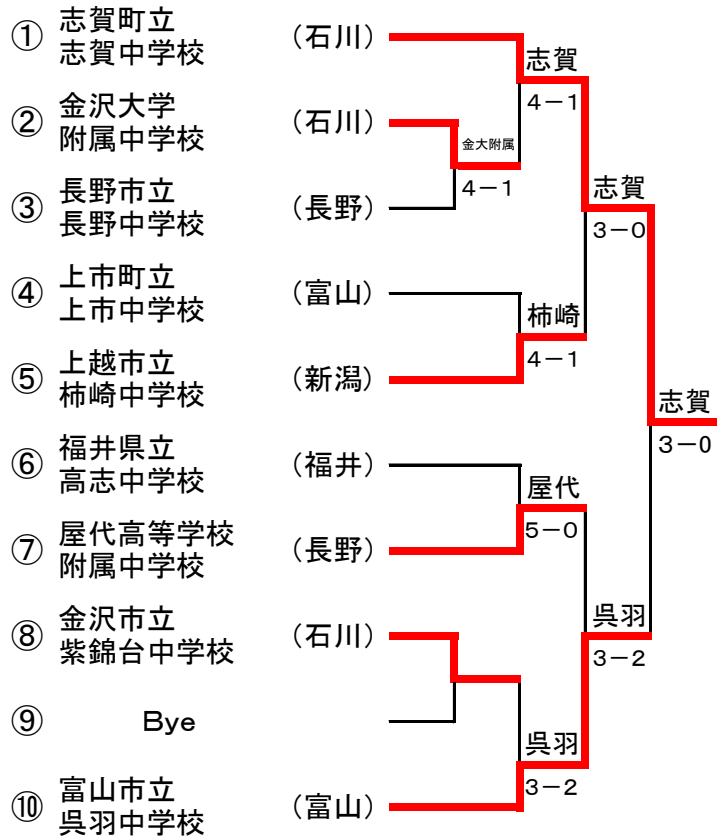 ① 志賀町立
志賀中学校
（石川）
志賀
4－1
② 金沢大学
附属中学校
（石川）
金大附属
4－1
③ 長野市立
長野中学校
（長野）
志賀
3－0
④ 上市町立
上市中学校
（富山）
柿崎
4－1
⑤ 上越市立
柿崎中学校
（新潟）
志賀
3－0
⑥ 福井県立
高志中学校
（福井）
屋代
5－0
⑦ 屋代高等学校
附属中学校
（長野）
⑧ 金沢市立
紫錦台中学校
（石川）
呉羽
3－2
⑨ Bye
呉羽
3－2
⑩ 富山市立
呉羽中学校
（富山）